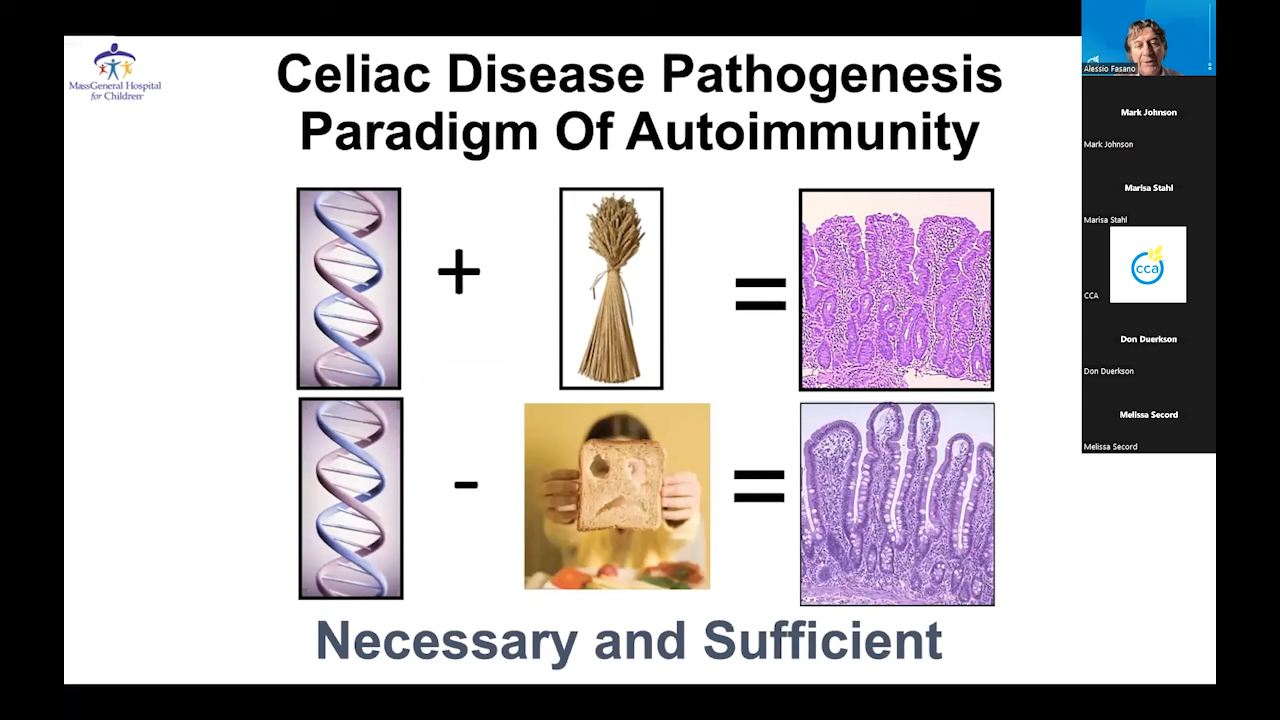 MassGeneral Hospital
for Children
Celiac Disease Pathogenesis
Paradigm Of Autoimmunity
+
=
-
=
Necessary and Sufficient
Alessio Fasano
Mark Johnson
Mark Johnson
Marisa Stahl
Marisa Stahl
cca
CCA
Don Duerkson
Don Duerkson
Melissa Secord
Melissa Secord